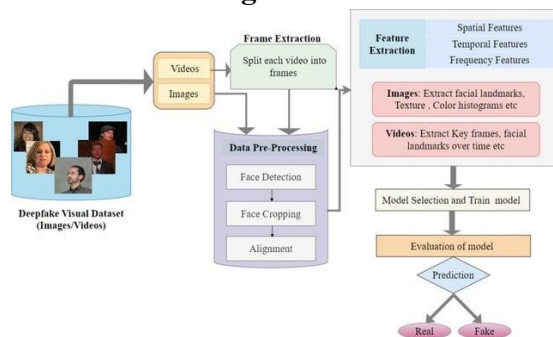 Frame Extraction
Split each video into
frames
Videos
Images
Deepfake Visual Dataset
(Images/Videos)
Data Pre-Processing
Face Detection
Face Cropping
Alignment
Feature
Extraction
Spatial Features
Temporal Features
Frequency Features
Images: Extract facial landmarks,
Texture , Color histograms etc
Videos: Extract Key frames, facial
landmarks over time etc
Model Selection and Train model
Evaluation of model
Prediction
Real
Fake